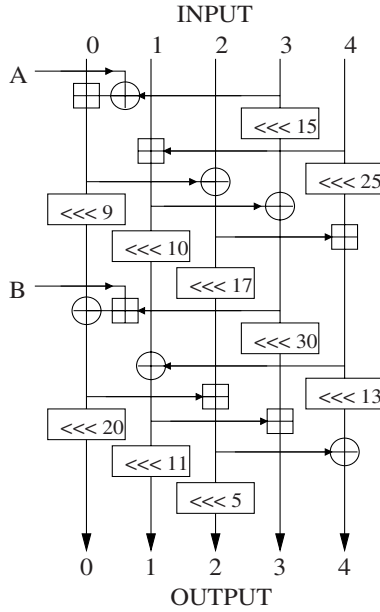 INPUT
0 1 2 3 4
A
<<< 15
<<< 25
<<< 9
<<< 10
<<< 17
B
<<< 30
<<< 13
<<< 20
<<< 11
<<< 5
0 1 2 3 4
OUTPUT